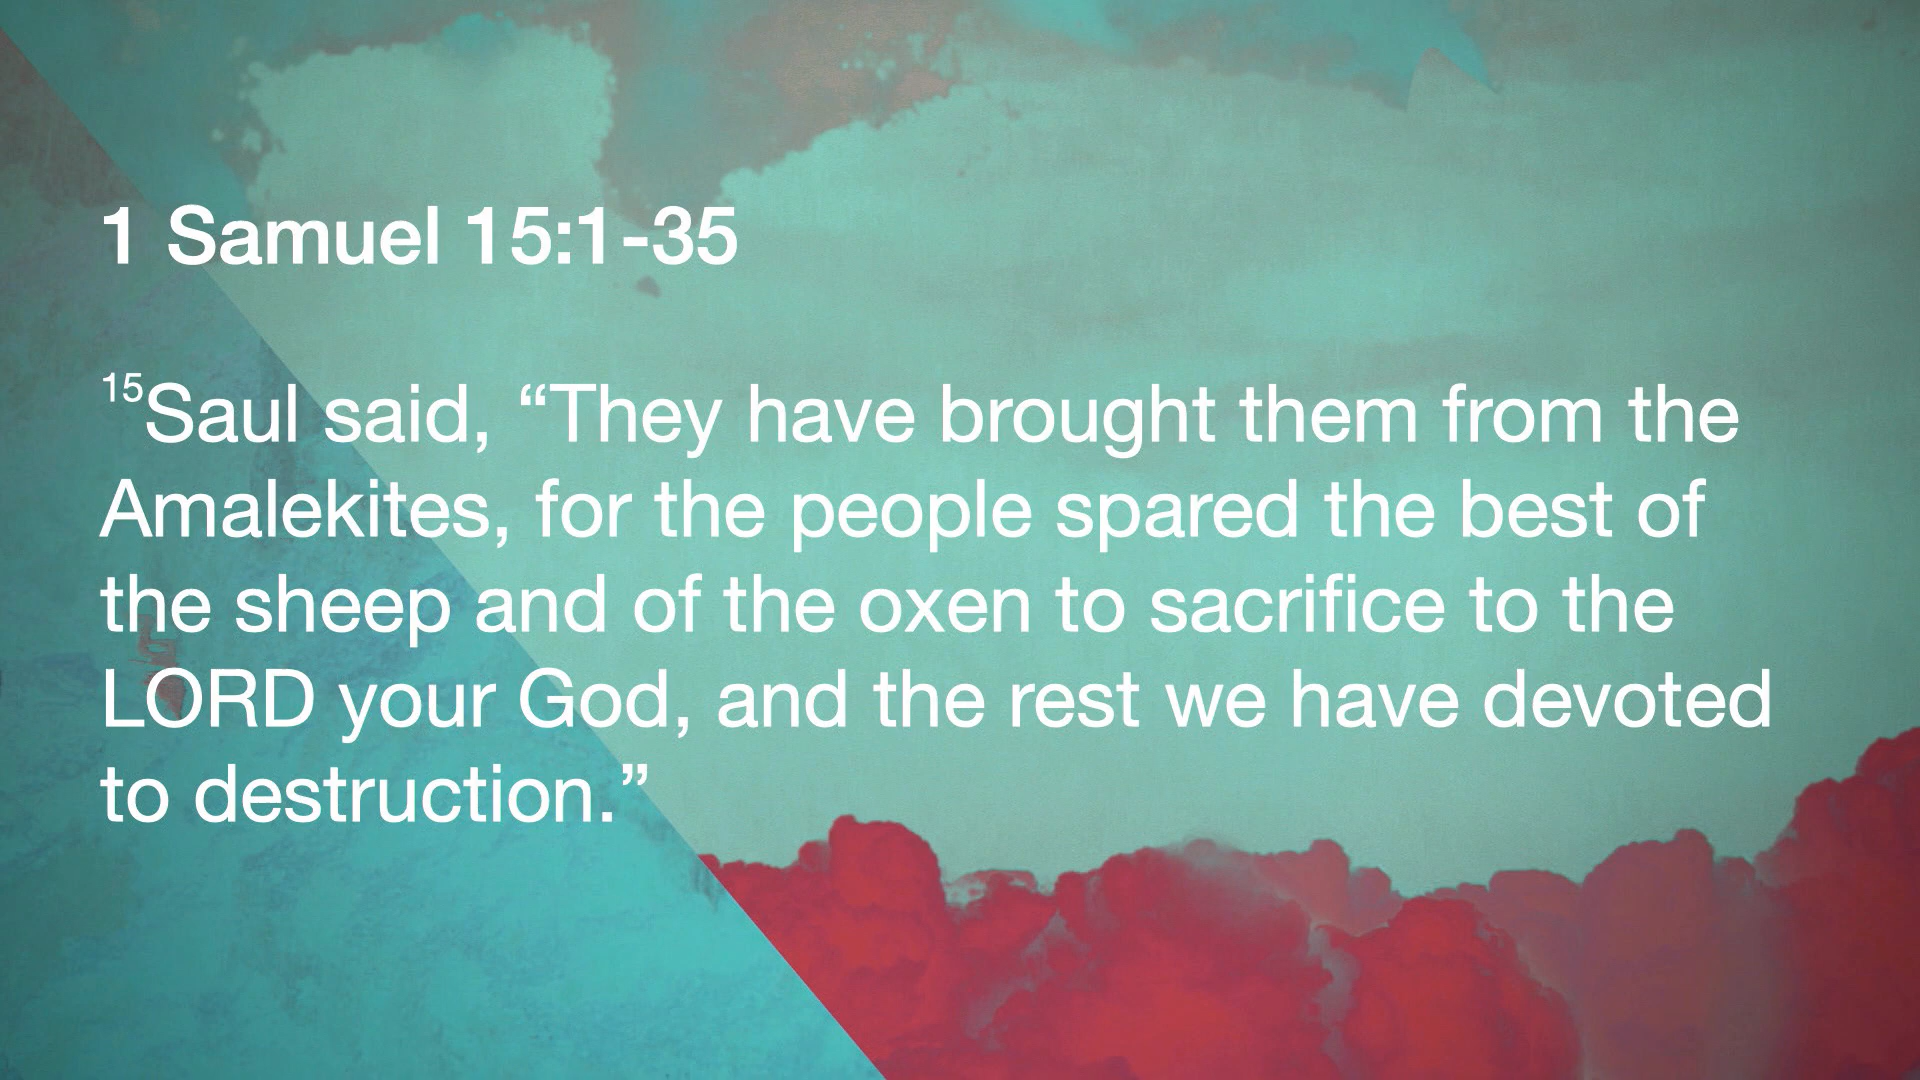 1 Samuel 15:1-35
15Saul said, “They have brought them from the
Amalekites, for the people spared the best of
the sheep and of the oxen to sacrifice to the
LORD your God, and the rest we have devoted
to destruction.”